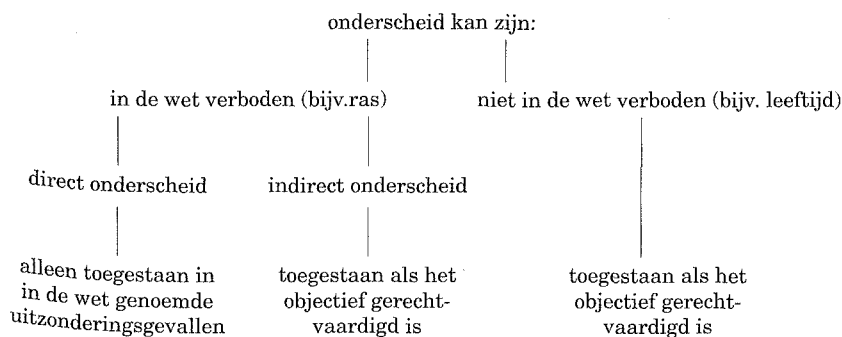 onderscheid kan zijn:
in de wet verboden (bijv.ras)
niet in de wet verboden (bijv. leeftijd)
direct onderscheid
indirect onderscheid
alleen toegestaan in
in de wet genoemde
uitzonderingsgevallen
toegestaan als het
objectief gerecht-
vaardigd is
toegestaan als het
objectief gerecht-
vaardigd is